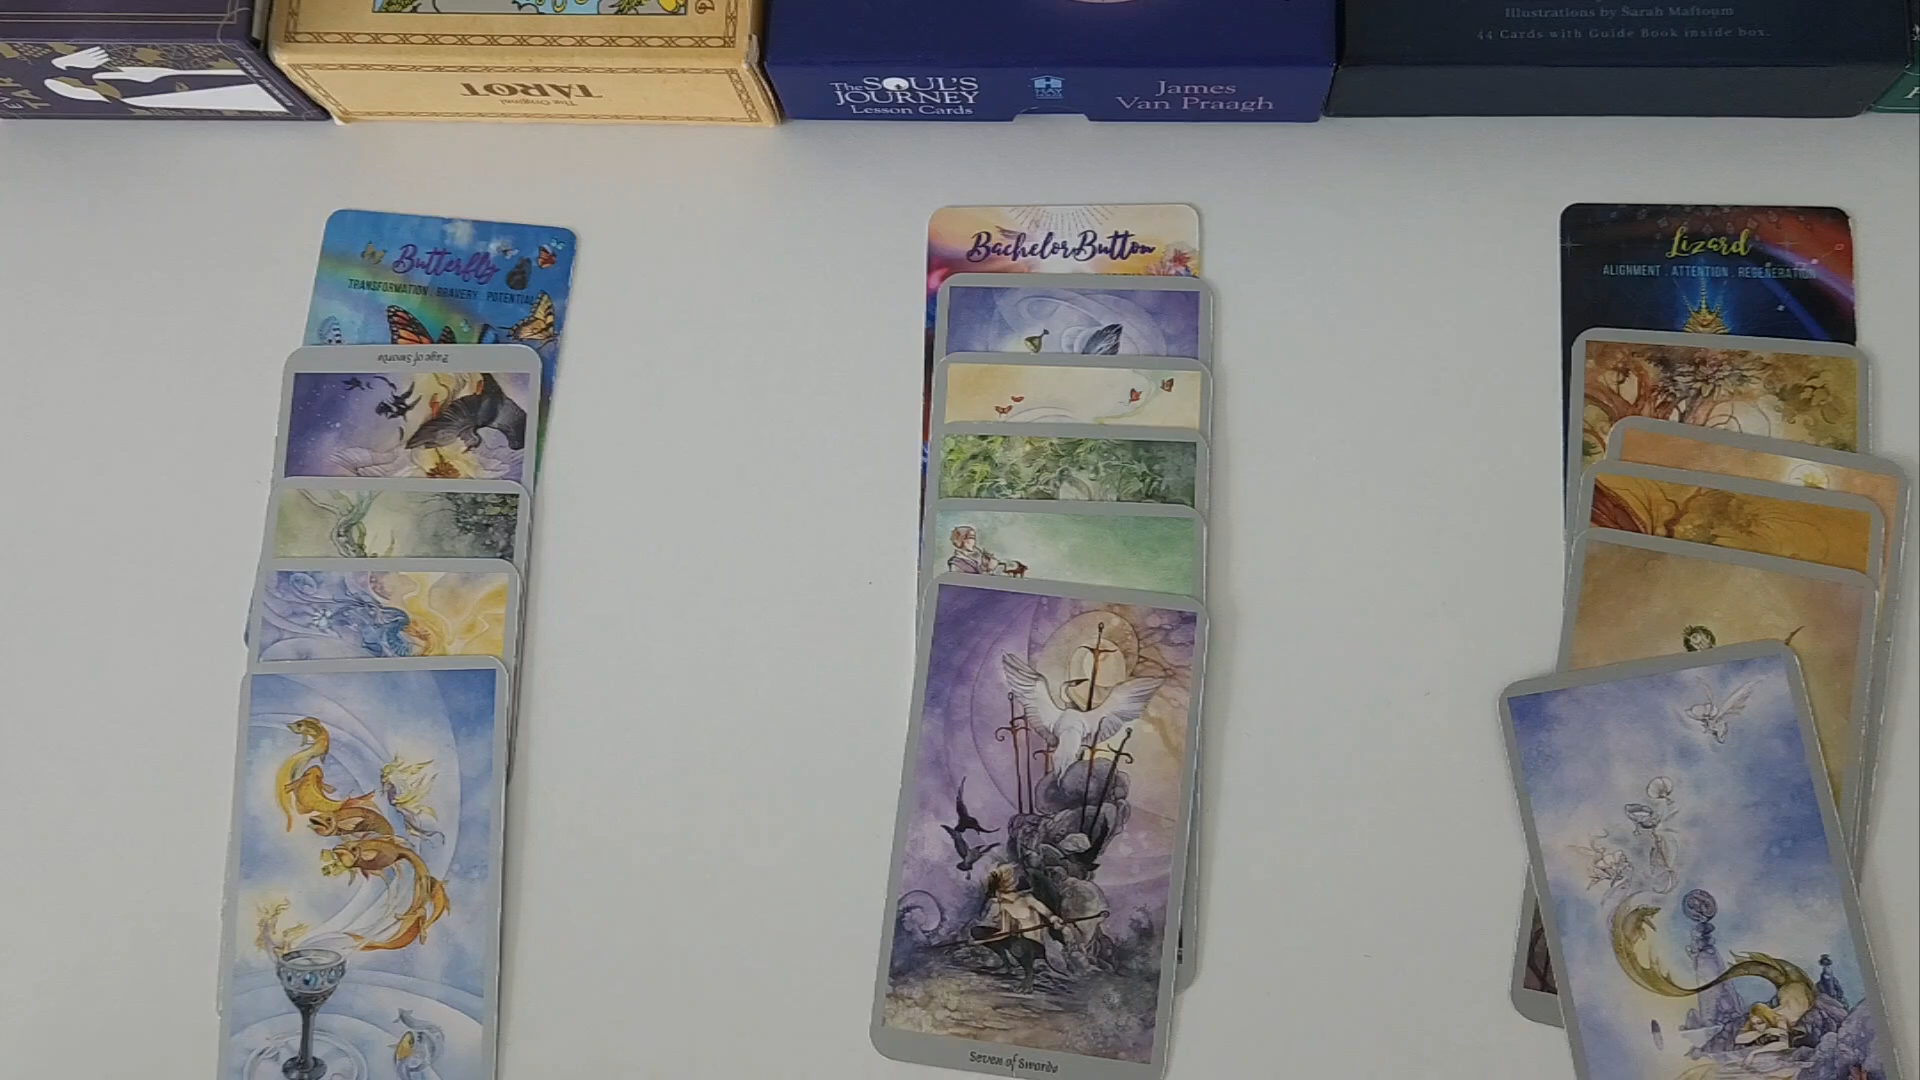 Illustrations by Sarah Maftoum
44 Cards with Guide Book inside box.
TAROT
The Original
TAROT
The SOUL'S
JOURNEY
Lesson Cards
HAY
HOUSE
James
Van Praagh
Butterfly
TRANSFORMATION . BRAVERY . POTENTIAL
Page of Swords
Bachelor Button
Lizard
ALIGNMENT . ATTENTION . REGENERATION
Seven of Swords